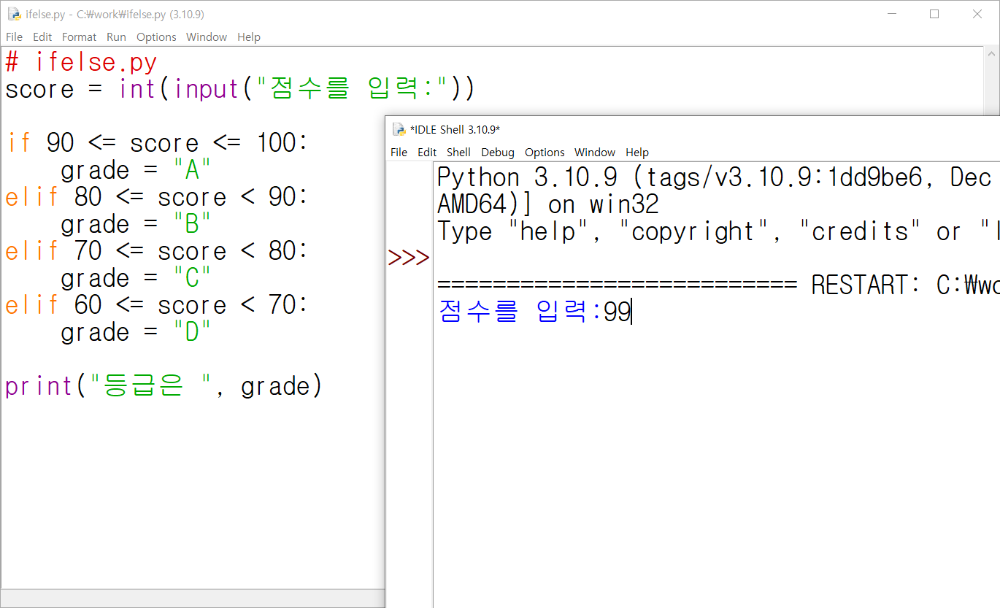 ifelse.py - C:\work\ifelse.py (3.10.9)
File Edit Format Run Options Window Help
# ifelse.py
score = int(input("점수를 입력:"))
if 90 <= score <= 100:
    grade = "A"
elif 80 <= score < 90:
    grade = "B"
elif 70 <= score < 80:
    grade = "C"
elif 60 <= score < 70:
    grade = "D"
print("등급은 ", grade)
*IDLE Shell 3.10.9*
File Edit Shell Debug Options Window Help
Python 3.10.9 (tags/v3.10.9:1dd9be6, Dec
AMD64)] on win32
Type "help", "copyright", "credits" or "l
>>>
========================== RESTART: C:\wo
점수를 입력:99